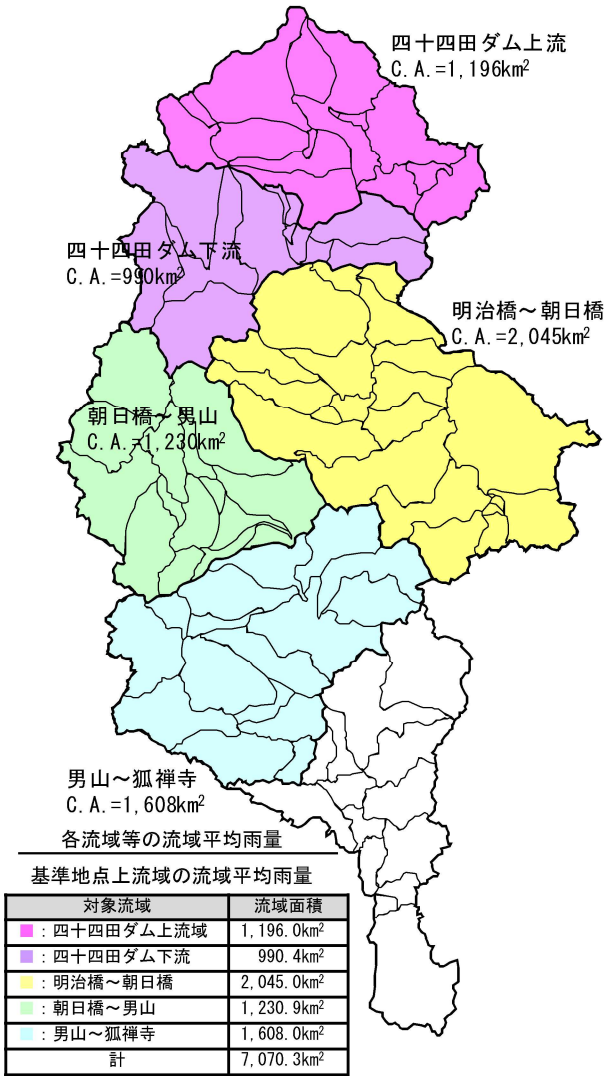 四十四田ダム上流
C.A.=1,196km²
四十四田ダム下流
C.A.=990km²
明治橋～朝日橋
C.A.=2,045km²
朝日橋～男山
C.A.=1,230km²
男山～狐禅寺
C.A.=1,608km²
各流域等の流域平均雨量
基準地点上流域の流域平均雨量
対象流域 流域面積
：四十四田ダム上流域 1,196.0km²
：四十四田ダム下流 990.4km²
：明治橋～朝日橋 2,045.0km²
：朝日橋～男山 1,230.9km²
：男山～狐禅寺 1,608.0km²
計 7,070.3km²